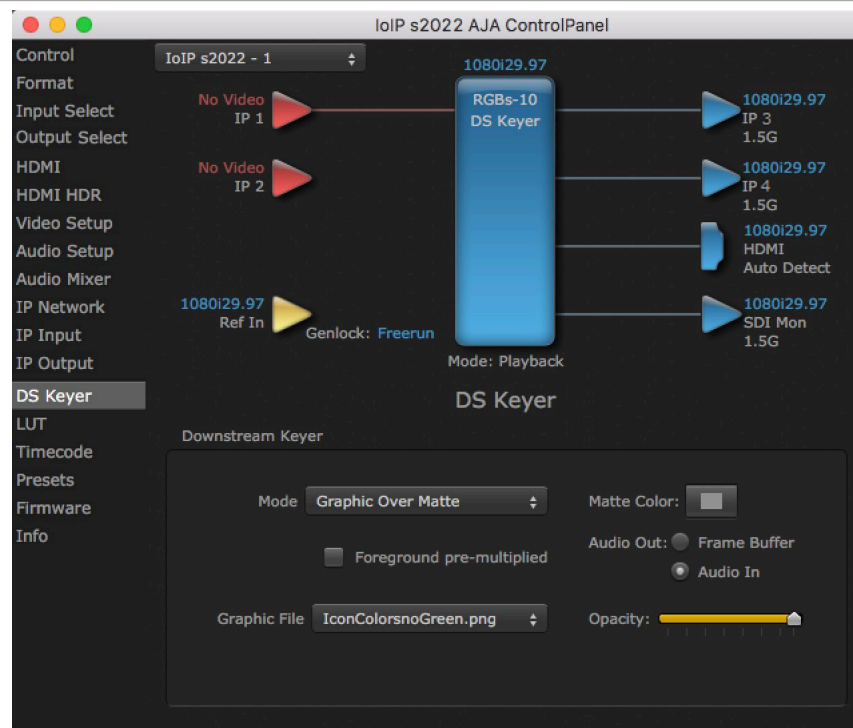 IoIP s2022 AJA ControlPanel
Control
Format
Input Select
Output Select
HDMI
HDMI HDR
Video Setup
Audio Setup
Audio Mixer
IP Network
IP Input
IP Output
DS Keyer
LUT
Timecode
Presets
Firmware
Info
IoIP s2022 - 1
1080i29.97
RGBs-10
DS Keyer
No Video
IP 1
No Video
IP 2
1080i29.97
Ref In
Genlock: Freerun
Mode: Playback
1080i29.97
IP 3
1.5G
1080i29.97
IP 4
1.5G
1080i29.97
HDMI
Auto Detect
1080i29.97
SDI Mon
1.5G
DS Keyer
Downstream Keyer
Mode Graphic Over Matte
Matte Color:
Foreground pre-multiplied
Audio Out: Frame Buffer
Audio In
Graphic File IconColorsnoGreen.png
Opacity: